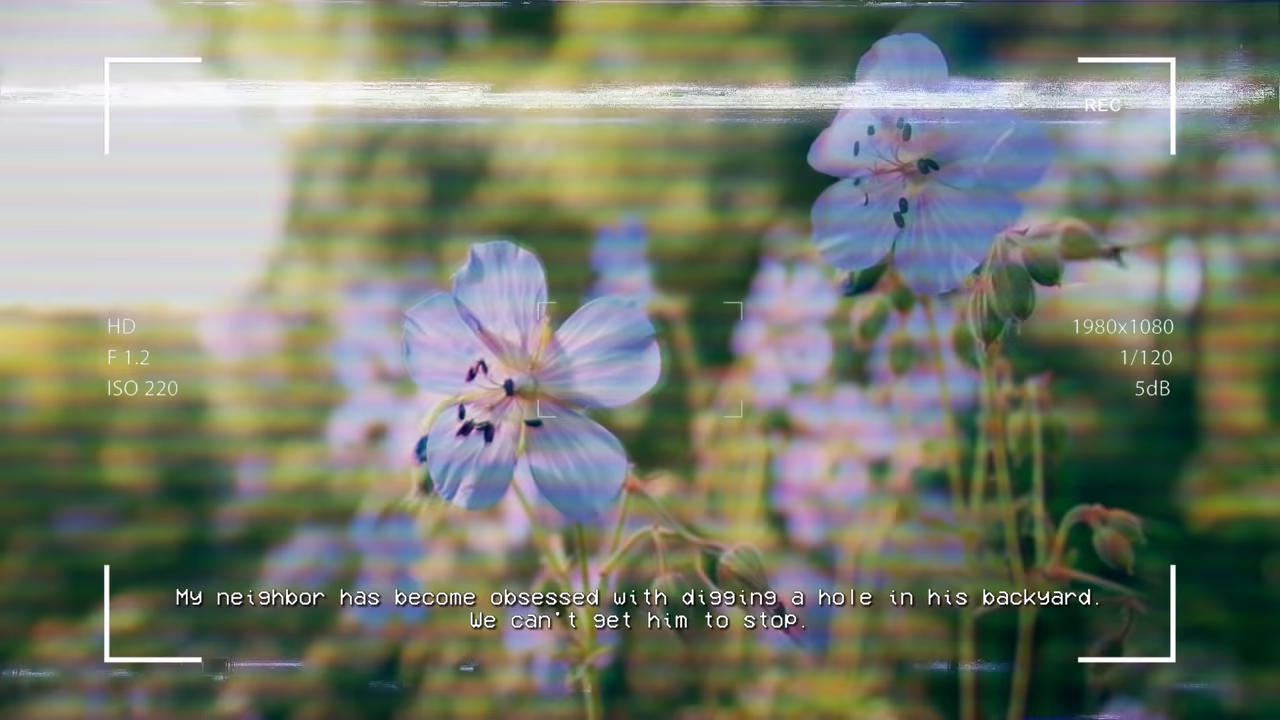 REC
HD
F 1.2
ISO 220
1980x1080
1/120
5dB
My neighbor has become obsessed with digging a hole in his backyard.
We can't get him to stop.